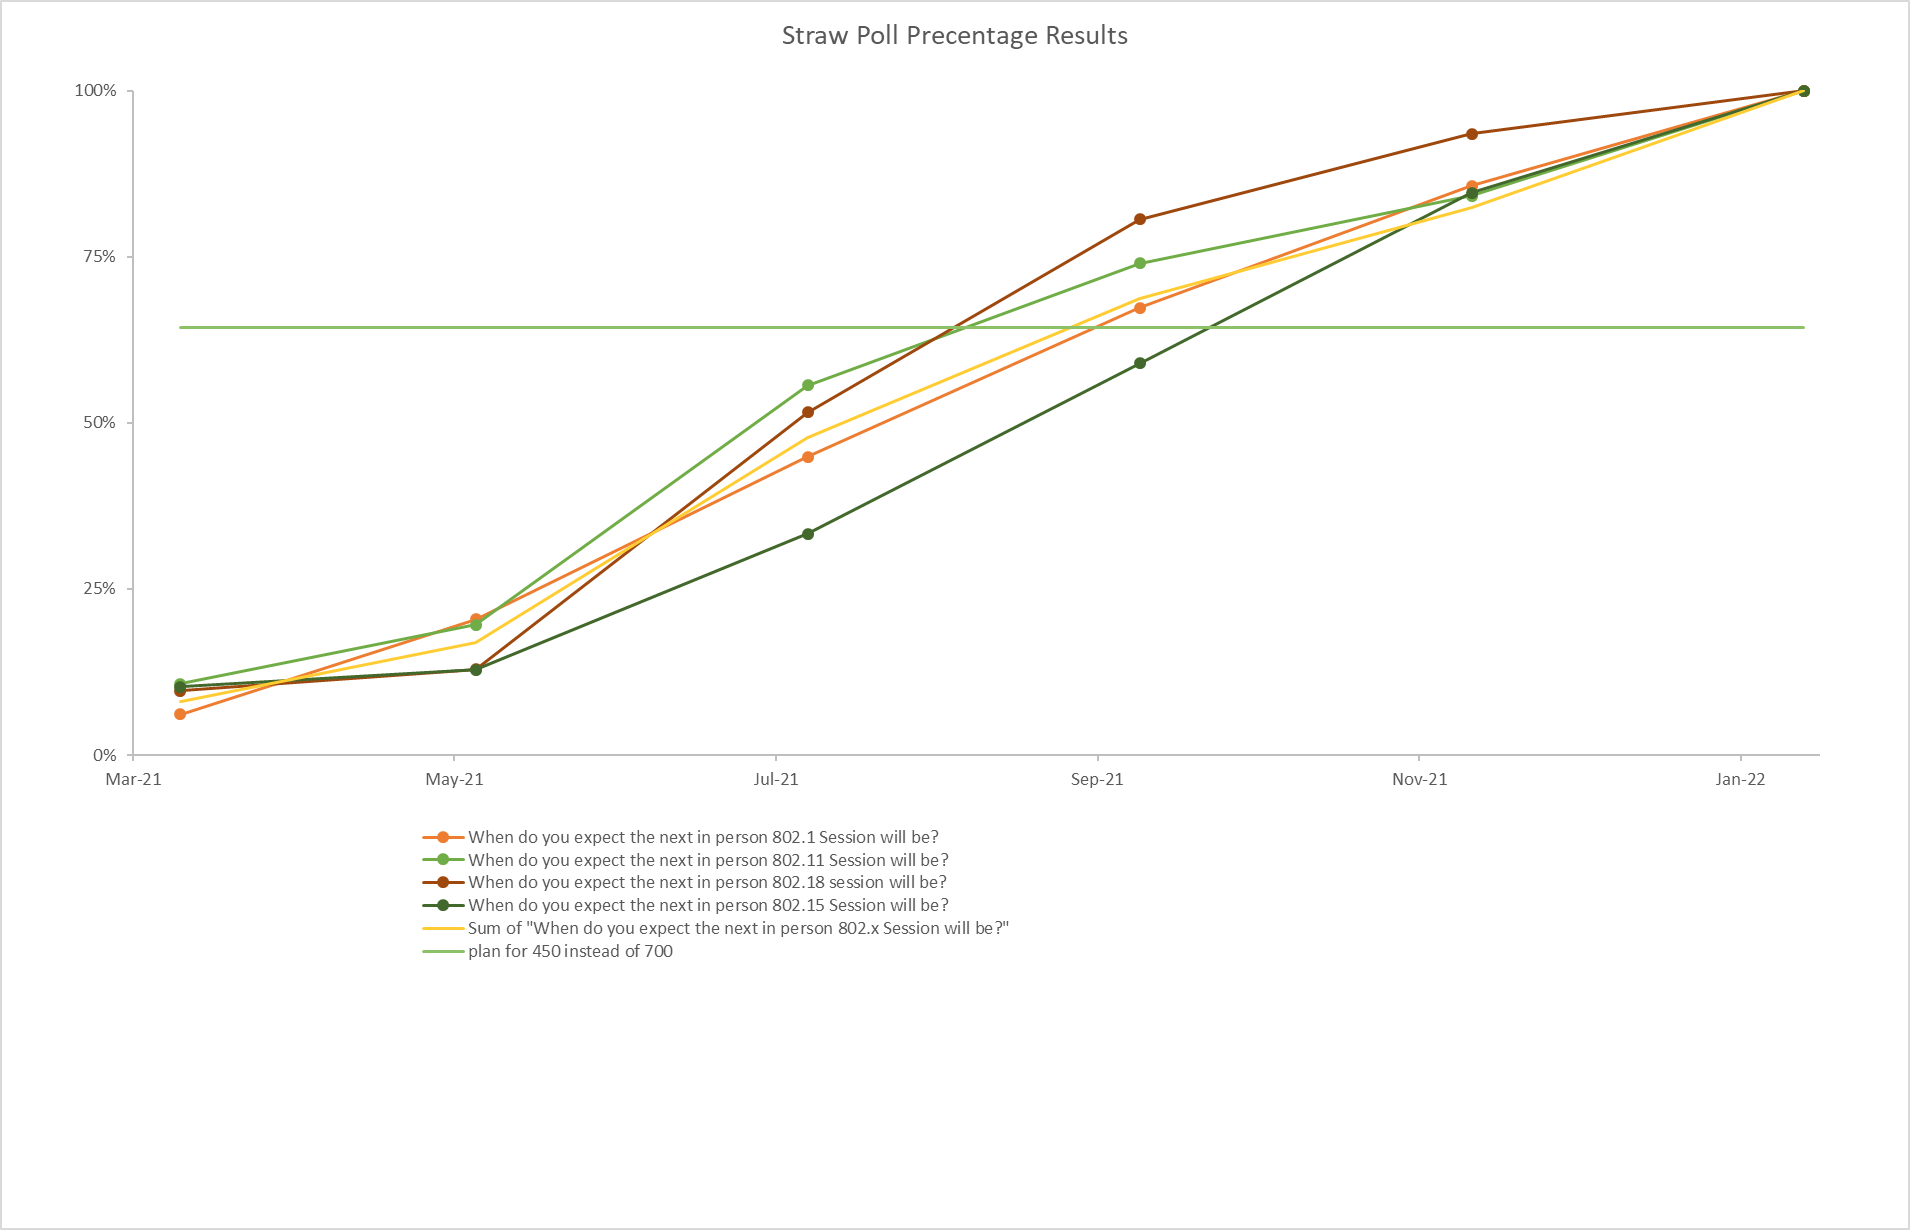 Straw Poll Precentage Results
100%
75%
50%
25%
0%
Mar-21 May-21 Jul-21 Sep-21 Nov-21 Jan-22
When do you expect the next in person 802.1 Session will be?
When do you expect the next in person 802.11 Session will be?
When do you expect the next in person 802.18 session will be?
When do you expect the next in person 802.15 Session will be?
Sum of "When do you expect the next in person 802.x Session will be?"
plan for 450 instead of 700